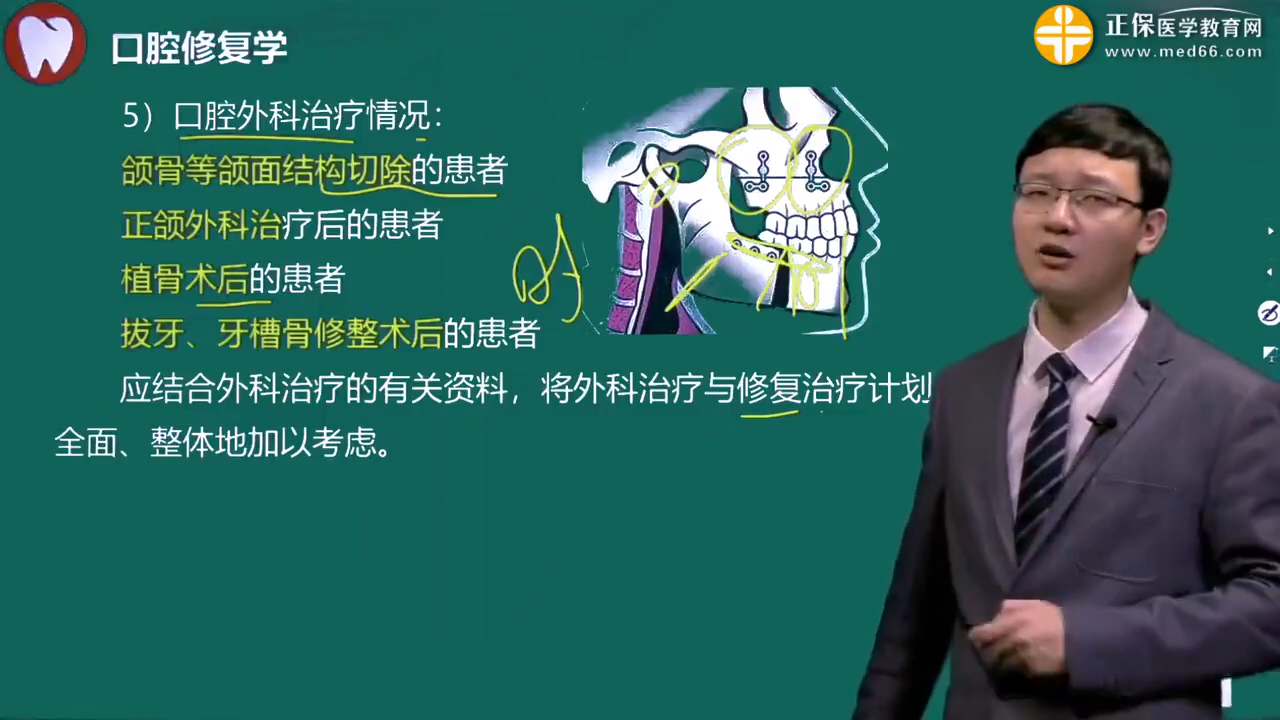 口腔修复学
正保医学教育网
www.med66.com
5）口腔外科治疗情况：
颌骨等颌面结构切除的患者
正颌外科治疗后的患者
植骨术后的患者
拔牙、牙槽骨修整术后的患者
应结合外科治疗的有关资料，将外科治疗与修复治疗计划
全面、整体地加以考虑。